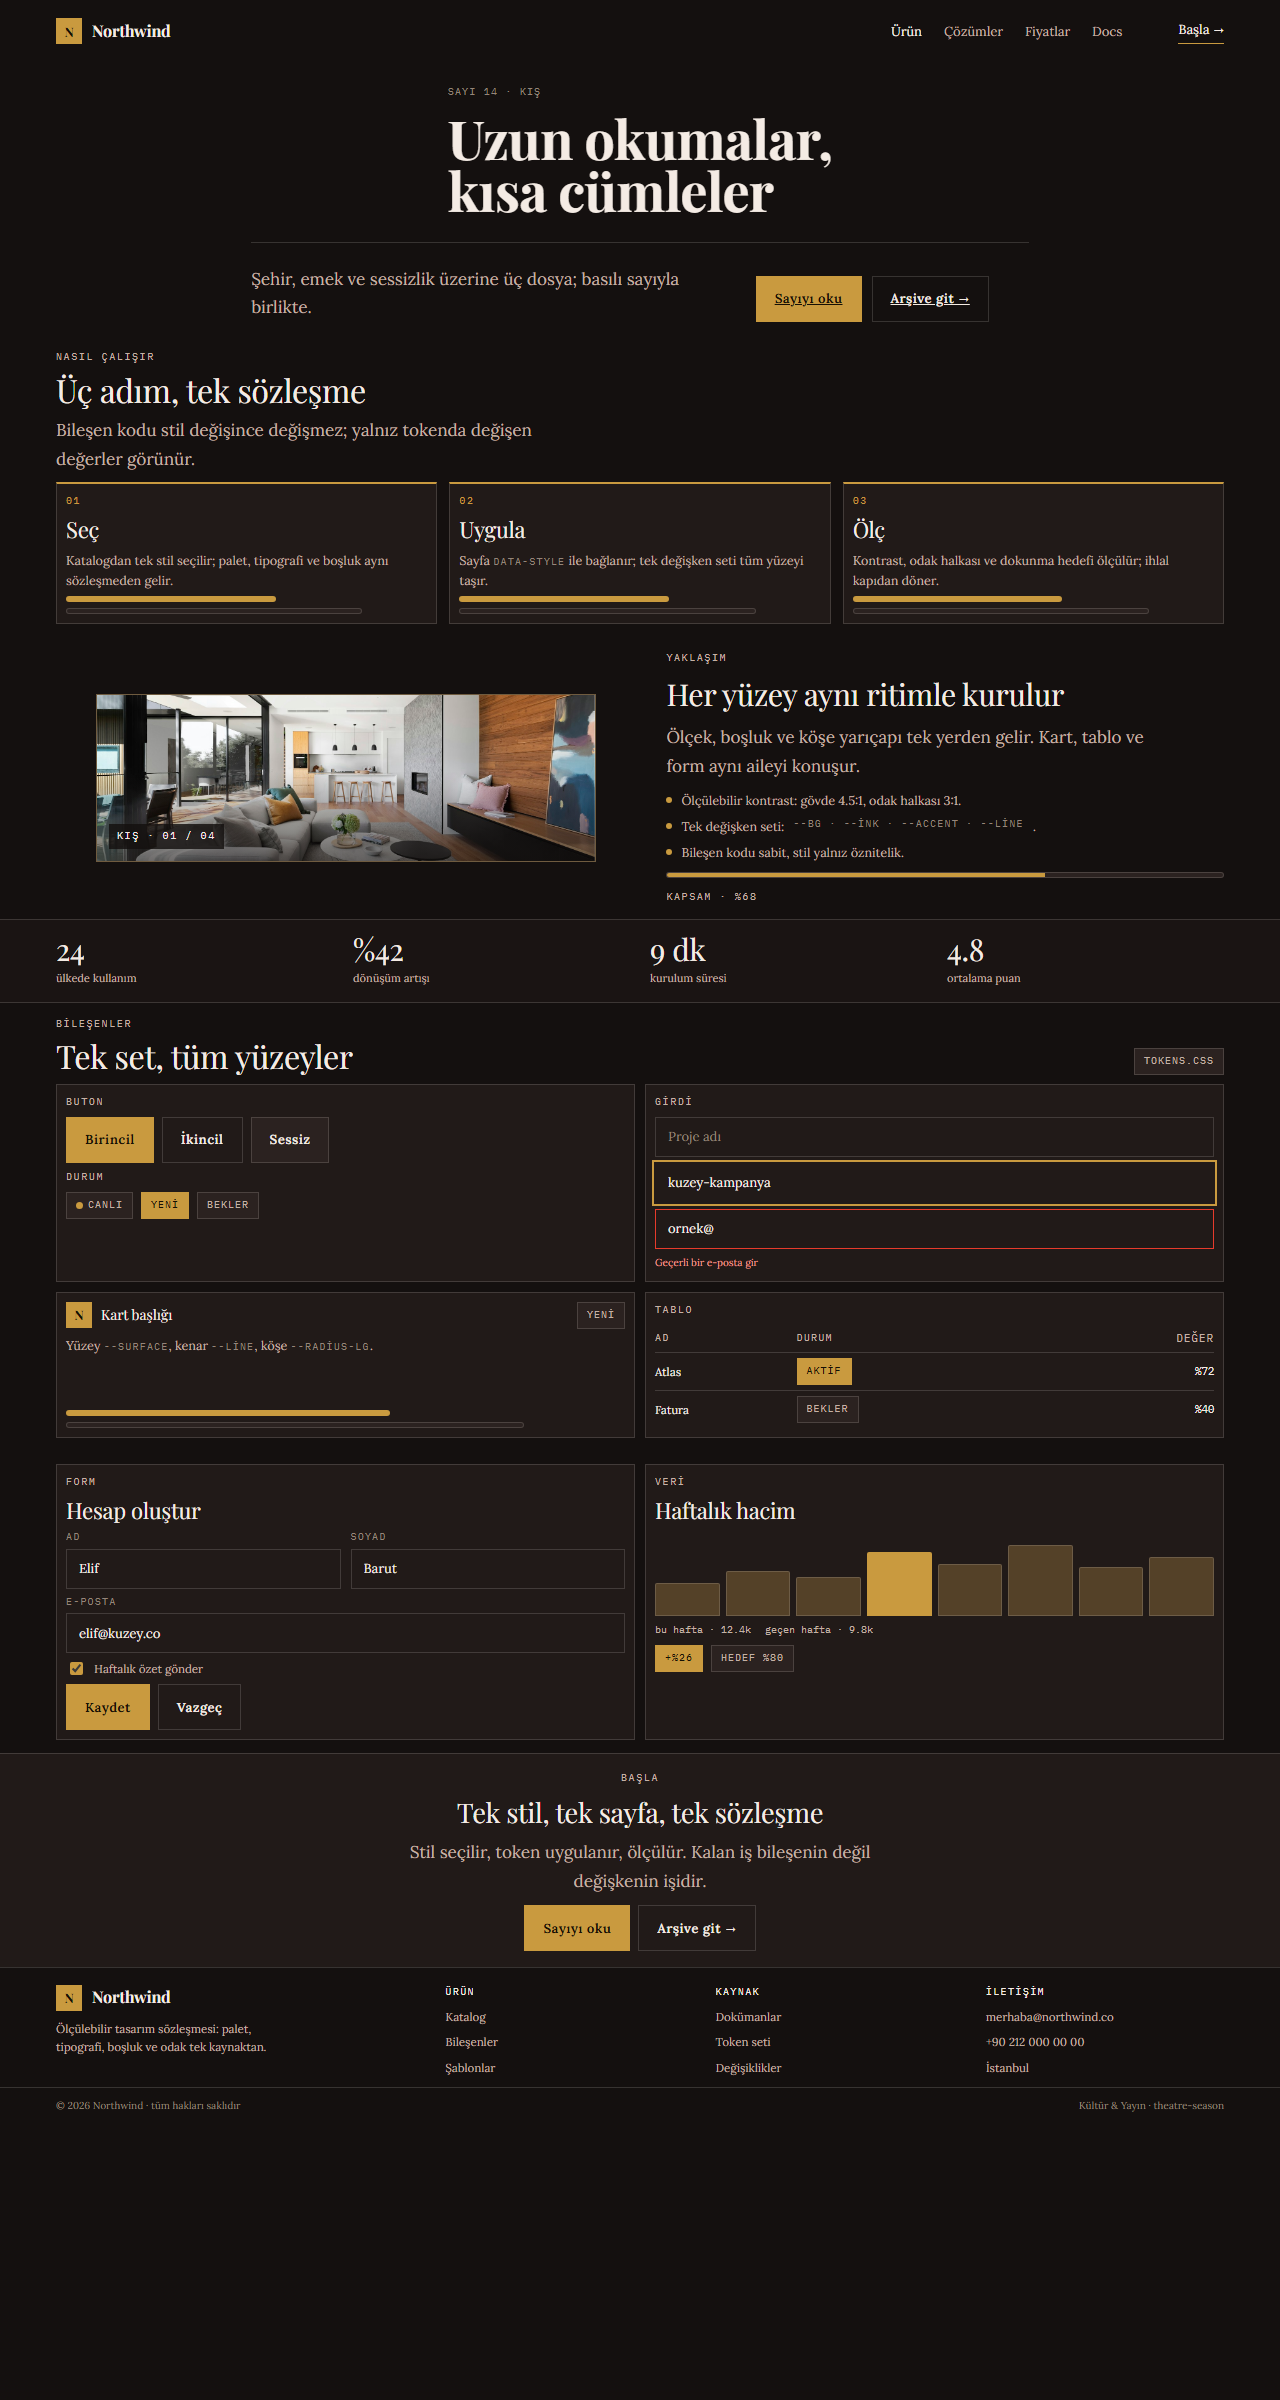 N Northwind
Ürün Çözümler Fiyatlar Docs Başla →
SAYI 14 · KIŞ
Uzun okumalar,
kısa cümleler
Şehir, emek ve sessizlik üzerine üç dosya; basılı sayıyla
birlikte.
Sayıyı oku Arşive git →
NASIL ÇALIŞIR
Üç adım, tek sözleşme
Bileşen kodu stil değişince değişmez; yalnız tokenda değişen
değerler görünür.
01
Seç
Katalogdan tek stil seçilir; palet, tipografi ve boşluk aynı
sözleşmeden gelir.
02
Uygula
Sayfa DATA-STYLE ile bağlanır; tek değişken seti tüm yüzeyi
taşır.
03
Ölç
Kontrast, odak halkası ve dokunma hedefi ölçülür; ihlal
kapıdan döner.
KIŞ · 01 / 04
YAKLAŞIM
Her yüzey aynı ritimle kurulur
Ölçek, boşluk ve köşe yarıçapı tek yerden gelir. Kart, tablo ve
form aynı aileyi konuşur.
Ölçülebilir kontrast: gövde 4.5:1, odak halkası 3:1.
Tek değişken seti: --BG · --İNK · --ACCENT · --LİNE .
Bileşen kodu sabit, stil yalnız öznitelik.
KAPSAM · %68
24
ülkede kullanım
%42
dönüşüm artışı
9 dk
kurulum süresi
4.8
ortalama puan
BİLEŞENLER
Tek set, tüm yüzeyler
TOKENS.CSS
BUTON
Birincil İkincil Sessiz
DURUM
CANLI YENİ BEKLER
GİRDİ
Proje adı
kuzey-kampanya
ornek@
Geçerli bir e-posta gir
N Kart başlığı YENİ
Yüzey --SURFACE, kenar --LİNE, köşe --RADİUS-LG.
TABLO
AD DURUM DEĞER
Atlas AKTİF %72
Fatura BEKLER %40
FORM
Hesap oluştur
AD SOYAD
Elif Barut
E-POSTA
elif@kuzey.co
Haftalık özet gönder
Kaydet Vazgeç
VERİ
Haftalık hacim
bu hafta · 12.4k geçen hafta · 9.8k
+%26 HEDEF %80
BAŞLA
Tek stil, tek sayfa, tek sözleşme
Stil seçilir, token uygulanır, ölçülür. Kalan iş bileşenin değil
değişkenin işidir.
Sayıyı oku Arşive git →
N Northwind
Ölçülebilir tasarım sözleşmesi: palet,
tipografi, boşluk ve odak tek kaynaktan.
ÜRÜN
Katalog
Bileşenler
Şablonlar
KAYNAK
Dokümanlar
Token seti
Değişiklikler
İLETİŞİM
merhaba@northwind.co
+90 212 000 00 00
İstanbul
© 2026 Northwind · tüm hakları saklıdır
Kültür & Yayın · theatre-season